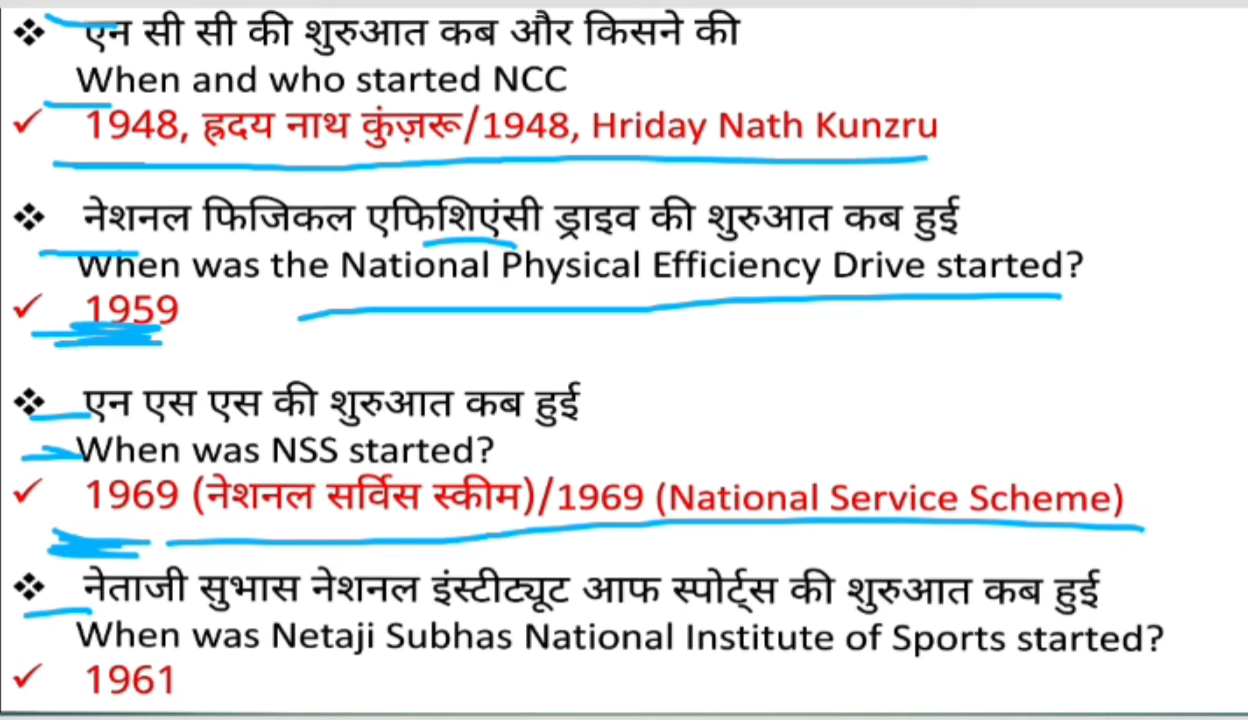 ❖ एन सी सी की शुरुआत कब और किसने की
When and who started NCC
✓ 1948, ह्रदय नाथ कुंज़रू/1948, Hriday Nath Kunzru
❖ नेशनल फिजिकल एफिशिएंसी ड्राइव की शुरुआत कब हुई
When was the National Physical Efficiency Drive started?
✓ 1959
❖ एन एस एस की शुरुआत कब हुई
When was NSS started?
✓ 1969 (नेशनल सर्विस स्कीम)/1969 (National Service Scheme)
❖ नेताजी सुभास नेशनल इंस्टीट्यूट आफ स्पोर्ट्स की शुरुआत कब हुई
When was Netaji Subhas National Institute of Sports started?
✓ 1961